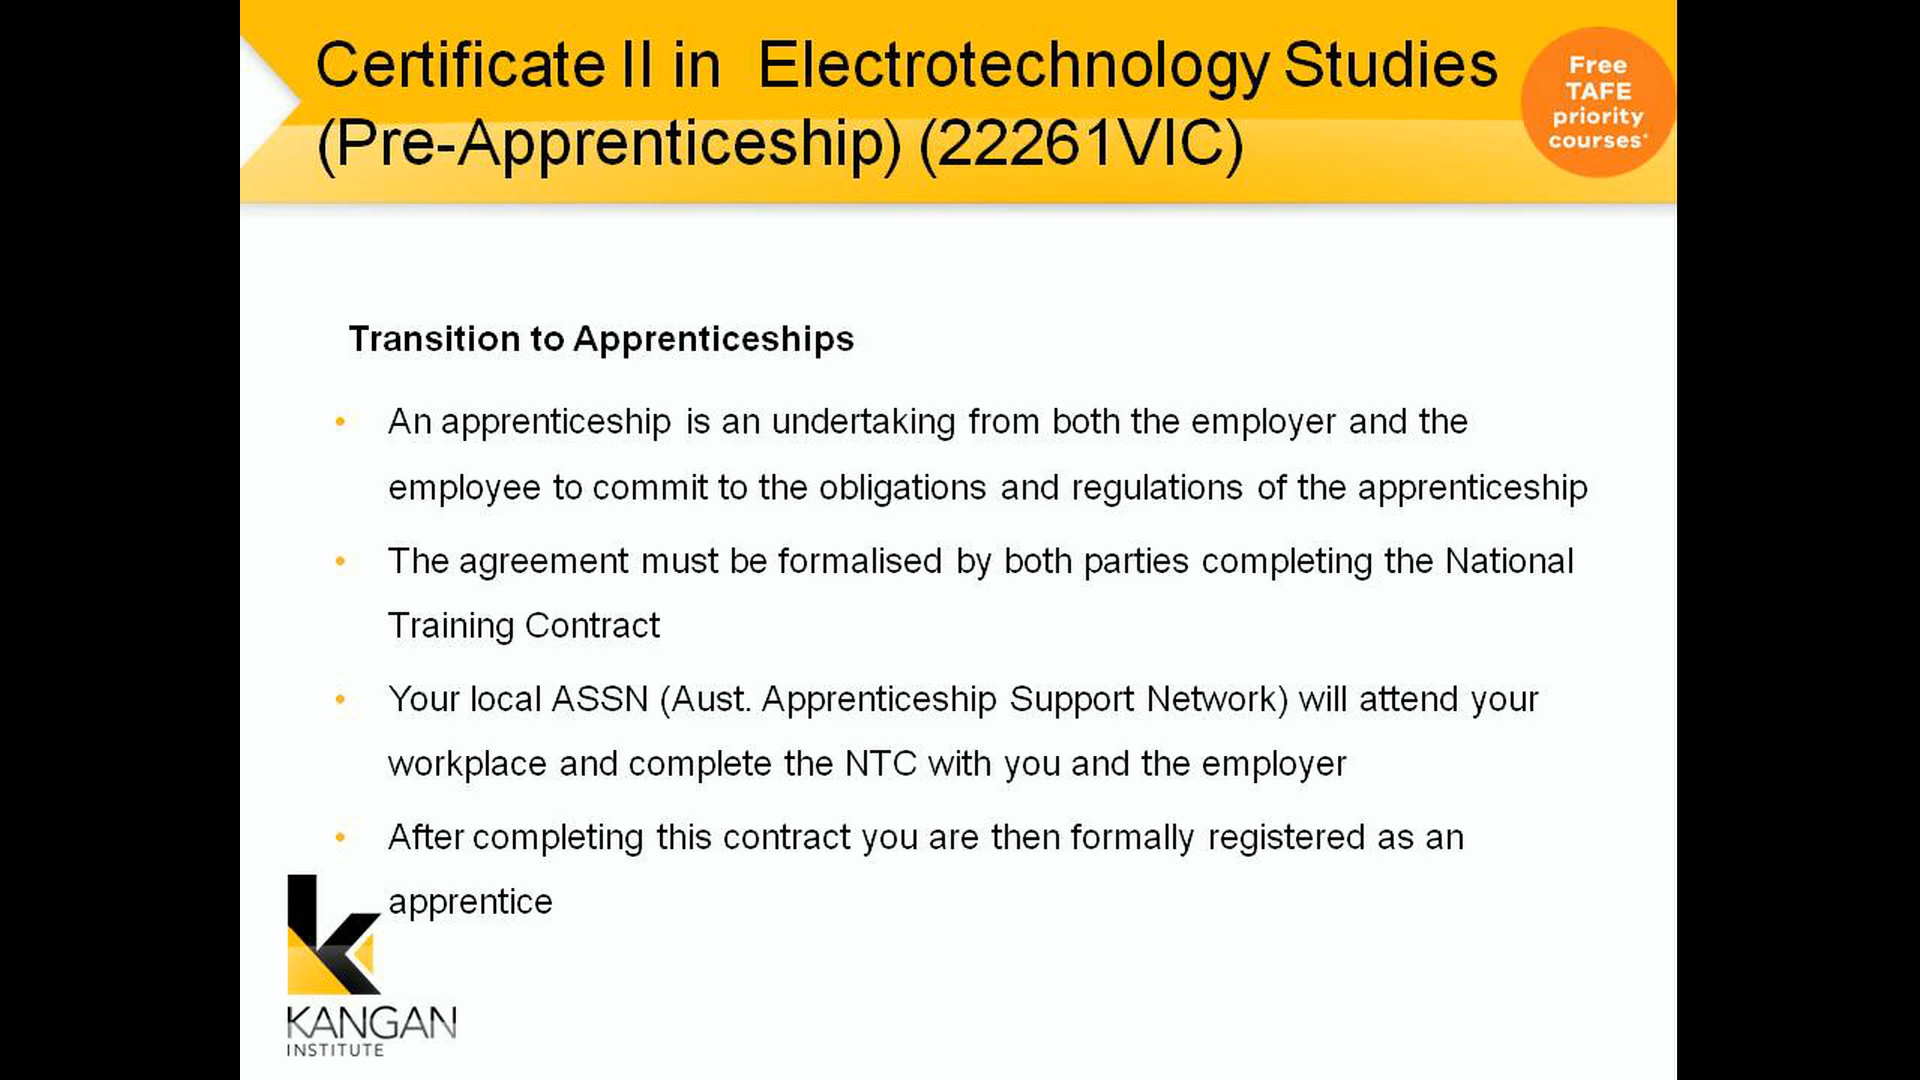 Certificate II in Electrotechnology Studies
(Pre-Apprenticeship) (22261VIC)
Free
TAFE
priority
courses*
Transition to Apprenticeships
• An apprenticeship is an undertaking from both the employer and the
employee to commit to the obligations and regulations of the apprenticeship
• The agreement must be formalised by both parties completing the National
Training Contract
• Your local ASSN (Aust. Apprenticeship Support Network) will attend your
workplace and complete the NTC with you and the employer
• After completing this contract you are then formally registered as an
apprentice
KANGAN
INSTITUTE